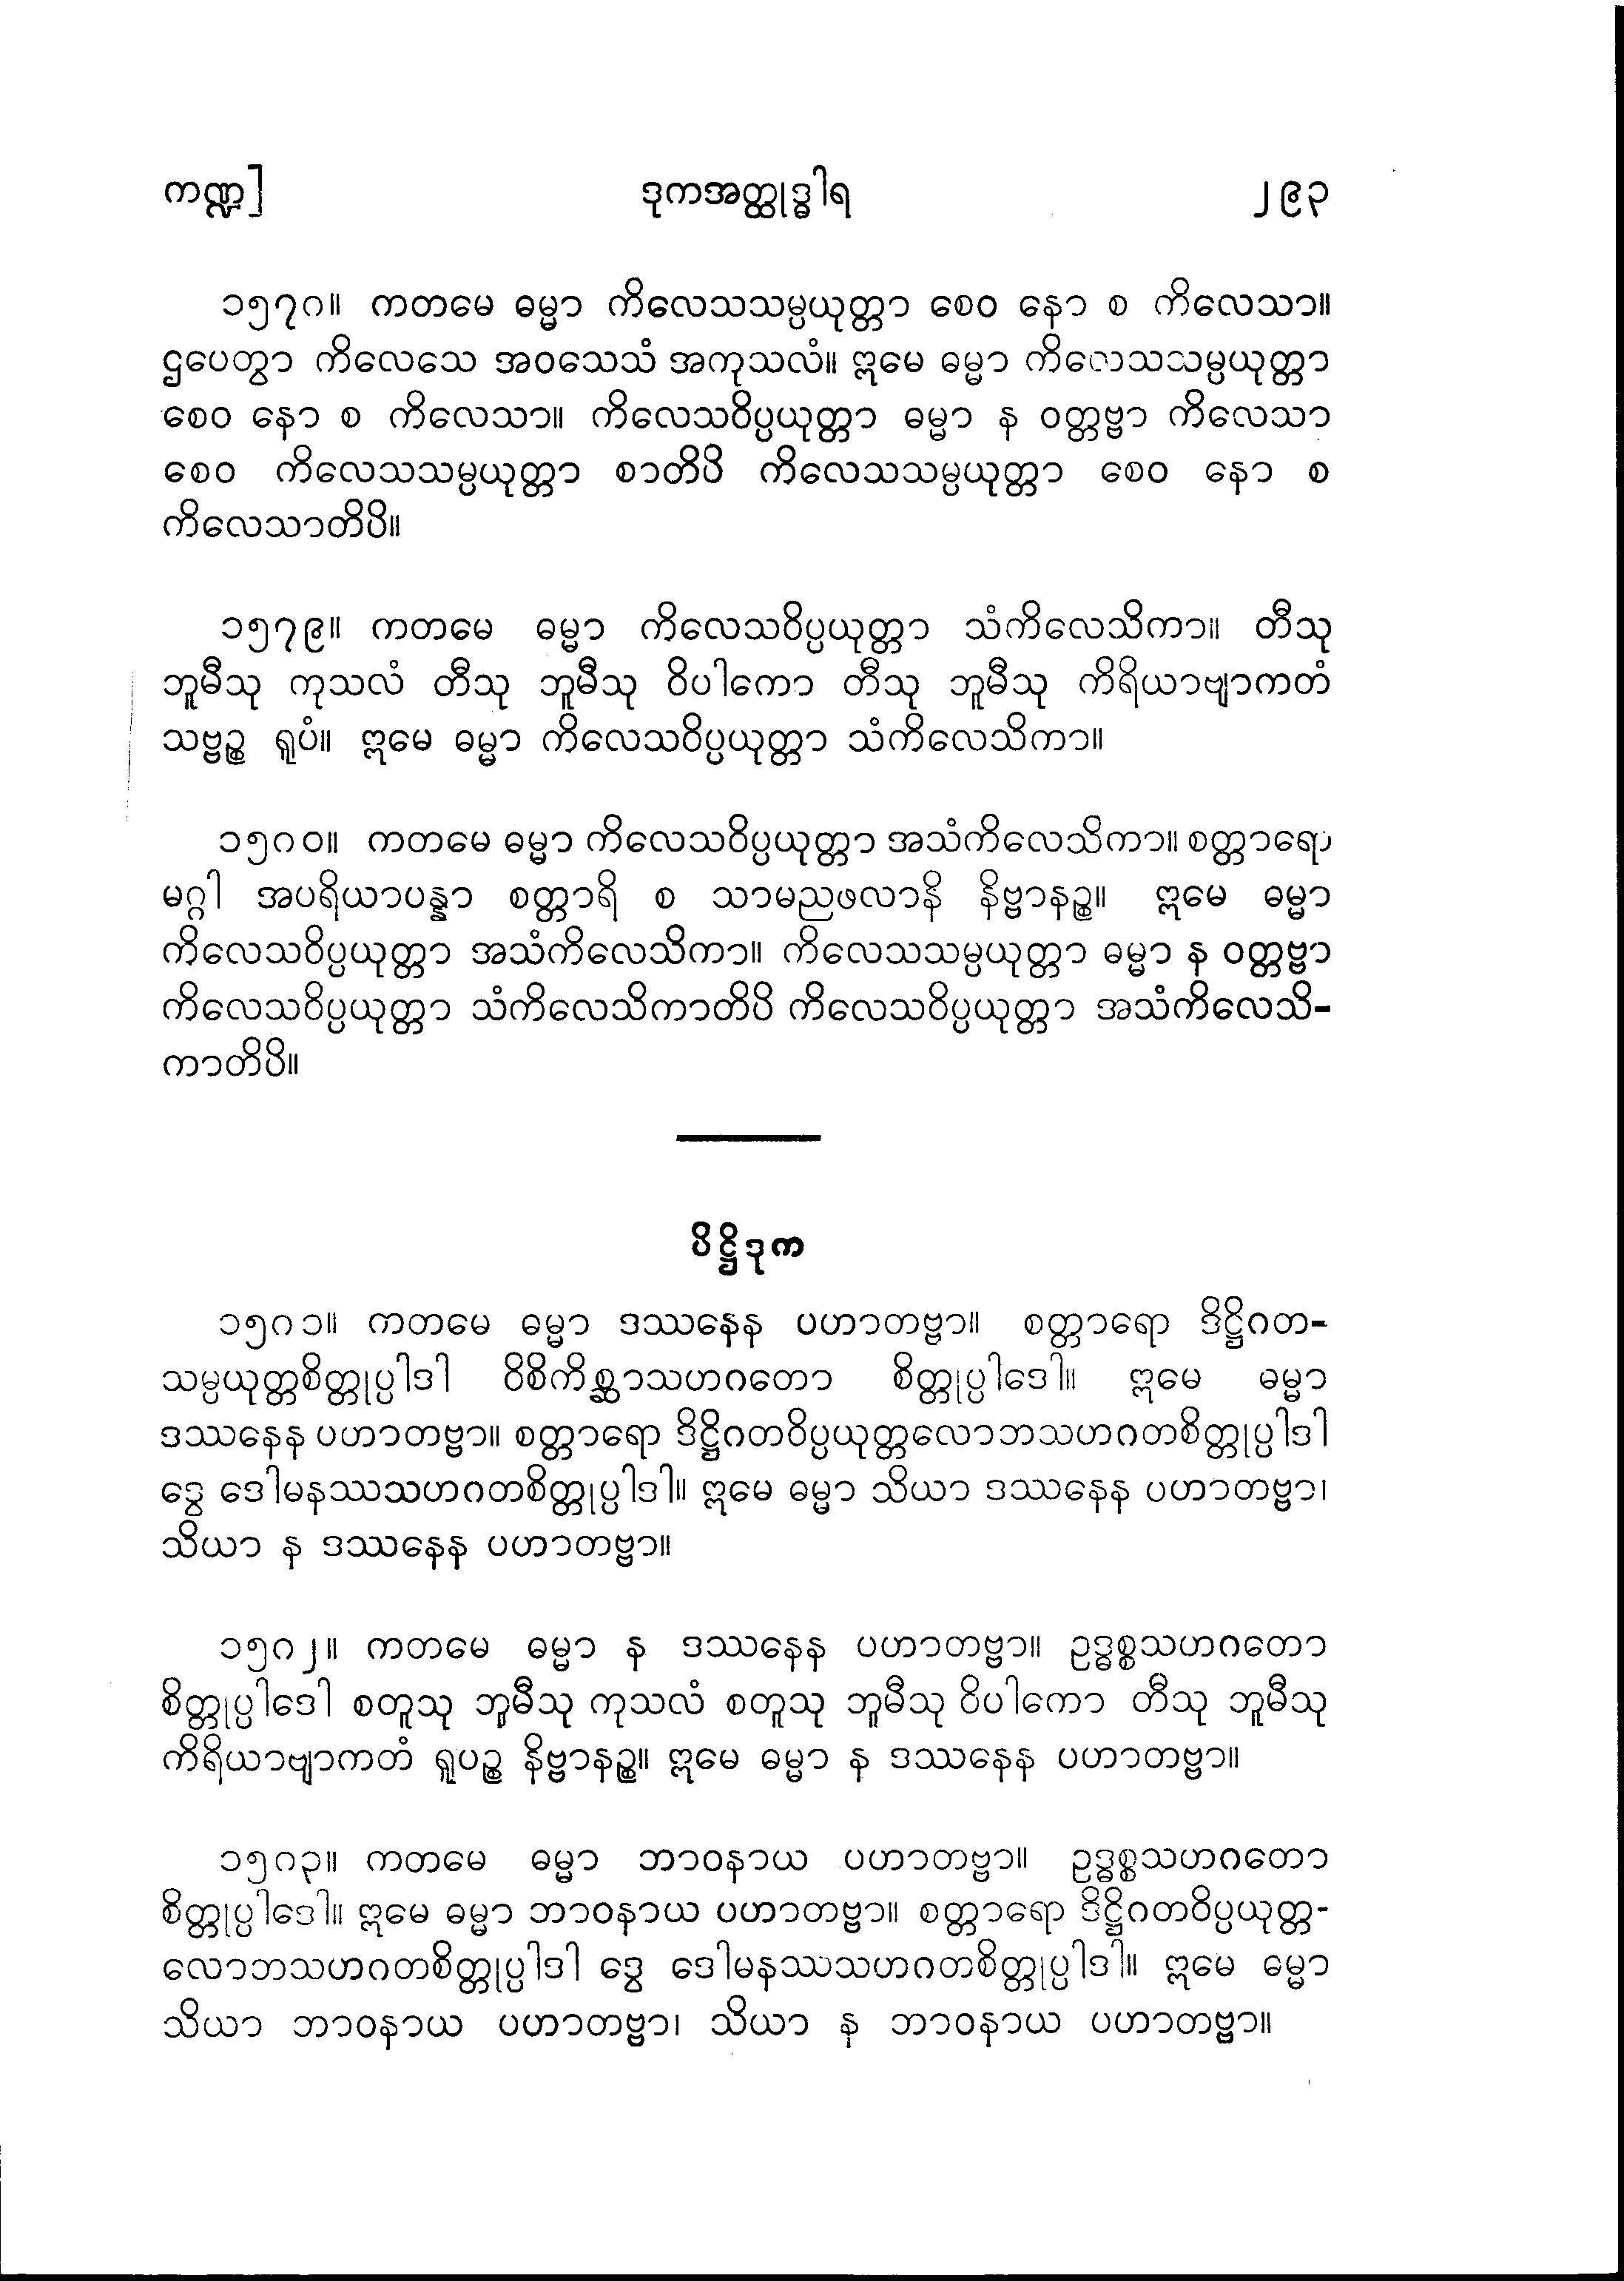 ကဏ္ဍ]	ဒုကအတ္ထုဒ္ဓါရ	၂၉၃
၁၅၇၈။ ကတမေ ဓမ္မာ ကိလေသသမ္ပယုတ္တာ စေဝ နော စ ကိလေသာ။
ဌပေတွာ ကိလေသေ အဝသေသံ အကုသလံ။ ဣမေ ဓမ္မာ ကိလေသသမ္ပယုတ္တာ
စေဝ နော စ ကိလေသာ။ ကိလေသဝိပ္ပယုတ္တာ ဓမ္မာ န ဝတ္တဗ္ဗာ ကိလေသာ
စေဝ ကိလေသသမ္ပယုတ္တာ စာတိပိ ကိလေသသမ္ပယုတ္တာ စေဝ နော စ
ကိလေသာတိပိ။
၁၅၇၉။ ကတမေ ဓမ္မာ ကိလေသဝိပ္ပယုတ္တာ သံကိလေသိကာ။ တီသု
ဘူမီသု ကုသလံ တီသု ဘူမီသု ဝိပါကော တီသု ဘူမီသု ကိရိယာဗျာကတံ
သဗ္ဗဉ္စ ရူပံ။ ဣမေ ဓမ္မာ ကိလေသဝိပ္ပယုတ္တာ သံကိလေသိကာ။
၁၅၈၀။ ကတမေ ဓမ္မာ ကိလေသဝိပ္ပယုတ္တာ အသံကိလေသိကာ။ စတ္တာရော
မဂ္ဂါ အပရိယာပန္နာ စတ္တာရိ စ သာမညဖလာနိ နိဗ္ဗာနဉ္စ။ ဣမေ ဓမ္မာ
ကိလေသဝိပ္ပယုတ္တာ အသံကိလေသိကာ။ ကိလေသသမ္ပယုတ္တာ ဓမ္မာ န ဝတ္တဗ္ဗာ
ကိလေသဝိပ္ပယုတ္တာ သံကိလေသိကာတိပိ ကိလေသဝိပ္ပယုတ္တာ အသံကိလေသိ-
ကာတိပိ။
ပိဋ္ဌိဒုက
၁၅၈၁။ ကတမေ ဓမ္မာ ဒဿနေန ပဟာတဗ္ဗာ။ စတ္တာရော ဒိဋ္ဌိဂတ-
သမ္ပယုတ္တစိတ္တုပ္ပါဒါ ဝိစိကိစ္ဆာသဟဂတော စိတ္တုပ္ပါဒေါ။ ဣမေ ဓမ္မာ
ဒဿနေန ပဟာတဗ္ဗာ။ စတ္တာရော ဒိဋ္ဌိဂတဝိပ္ပယုတ္တလောဘသဟဂတစိတ္တုပ္ပါဒါ
ဒွေ ဒေါမနဿသဟဂတစိတ္တုပ္ပါဒါ။ ဣမေ ဓမ္မာ သိယာ ဒဿနေန ပဟာတဗ္ဗာ၊
သိယာ န ဒဿနေန ပဟာတဗ္ဗာ။
၁၅၈၂။ ကတမေ ဓမ္မာ န ဒဿနေန ပဟာတဗ္ဗာ။ ဥဒ္ဓစ္စသဟဂတော
စိတ္တုပ္ပါဒေါ စတူသု ဘူမီသု ကုသလံ စတူသု ဘူမီသု ဝိပါကော တီသု ဘူမီသု
ကိရိယာဗျာကတံ ရူပဉ္စ နိဗ္ဗာနဉ္စ။ ဣမေ ဓမ္မာ န ဒဿနေန ပဟာတဗ္ဗာ။
၁၅၈၃။ ကတမေ ဓမ္မာ ဘာဝနာယ ပဟာတဗ္ဗာ။ ဥဒ္ဓစ္စသဟဂတော
စိတ္တုပ္ပါဒေါ။ ဣမေ ဓမ္မာ ဘာဝနာယ ပဟာတဗ္ဗာ။ စတ္တာရော ဒိဋ္ဌိဂတဝိပ္ပယုတ္တ-
လောဘသဟဂတစိတ္တုပ္ပါဒါ ဒွေ ဒေါမနဿသဟဂတစိတ္တုပ္ပါဒါ။ ဣမေ ဓမ္မာ
သိယာ ဘာဝနာယ ပဟာတဗ္ဗာ၊ သိယာ န ဘာဝနာယ ပဟာတဗ္ဗာ။